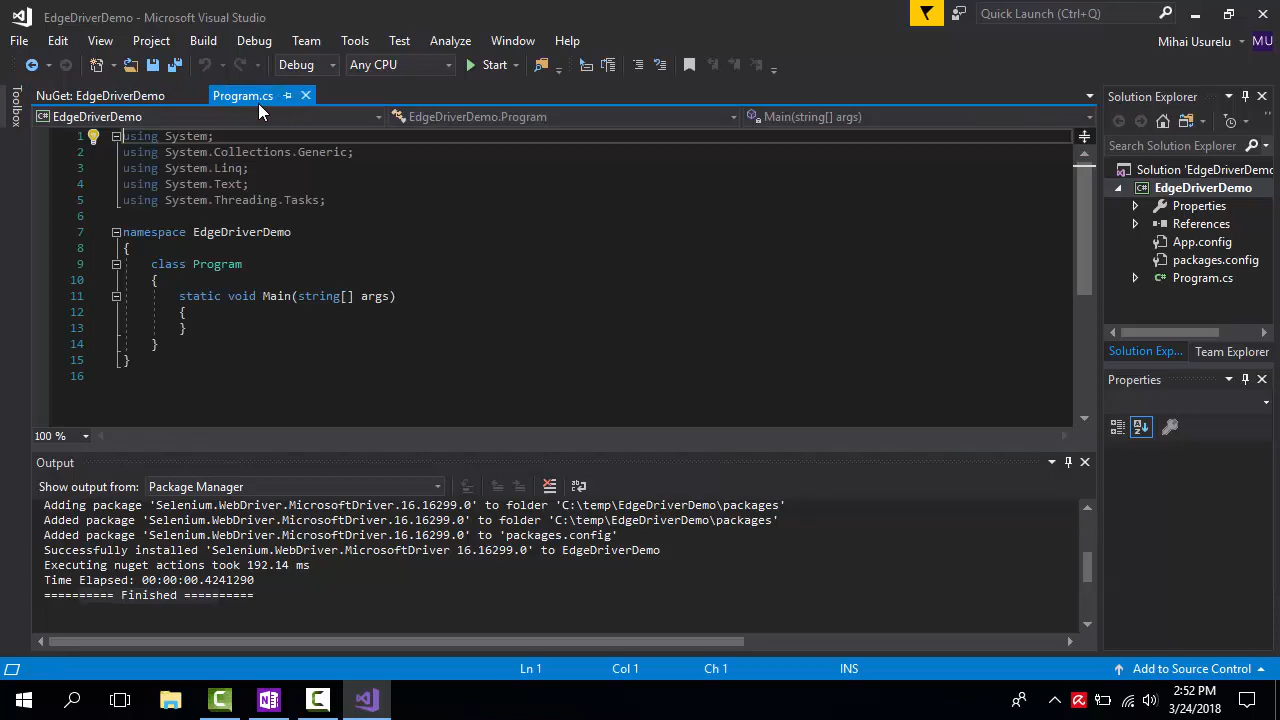 EdgeDriverDemo - Microsoft Visual Studio
Quick Launch (Ctrl+Q)
File Edit View Project Build Debug Team Tools Test Analyze Window Help
Mihai Usurelu
MU
Debug Any CPU Start
Toolbox
NuGet: EdgeDriverDemo Program.cs
EdgeDriverDemo EdgeDriverDemo.Program Main(string[] args)
1 using System;
2 using System.Collections.Generic;
3 using System.Linq;
4 using System.Text;
5 using System.Threading.Tasks;
6
7 namespace EdgeDriverDemo
8 {
9 class Program
10 {
11 static void Main(string[] args)
12 {
13 }
14 }
15 }
16
100 %
Solution Explorer
Search Solution Explorer
Solution 'EdgeDriverDemo
C# EdgeDriverDemo
Properties
References
App.config
packages.config
C# Program.cs
Solution Exp... Team Explorer
Properties
Output
Show output from: Package Manager
Adding package 'Selenium.WebDriver.MicrosoftDriver.16.16299.0' to folder 'C:\temp\EdgeDriverDemo\packages'
Added package 'Selenium.WebDriver.MicrosoftDriver.16.16299.0' to folder 'C:\temp\EdgeDriverDemo\packages'
Added package 'Selenium.WebDriver.MicrosoftDriver.16.16299.0' to 'packages.config'
Successfully installed 'Selenium.WebDriver.MicrosoftDriver 16.16299.0' to EdgeDriverDemo
Executing nuget actions took 192.14 ms
Time Elapsed: 00:00:00.4241290
========== Finished ==========
Ln 1 Col 1 Ch 1 INS Add to Source Control
2:52 PM
3/24/2018